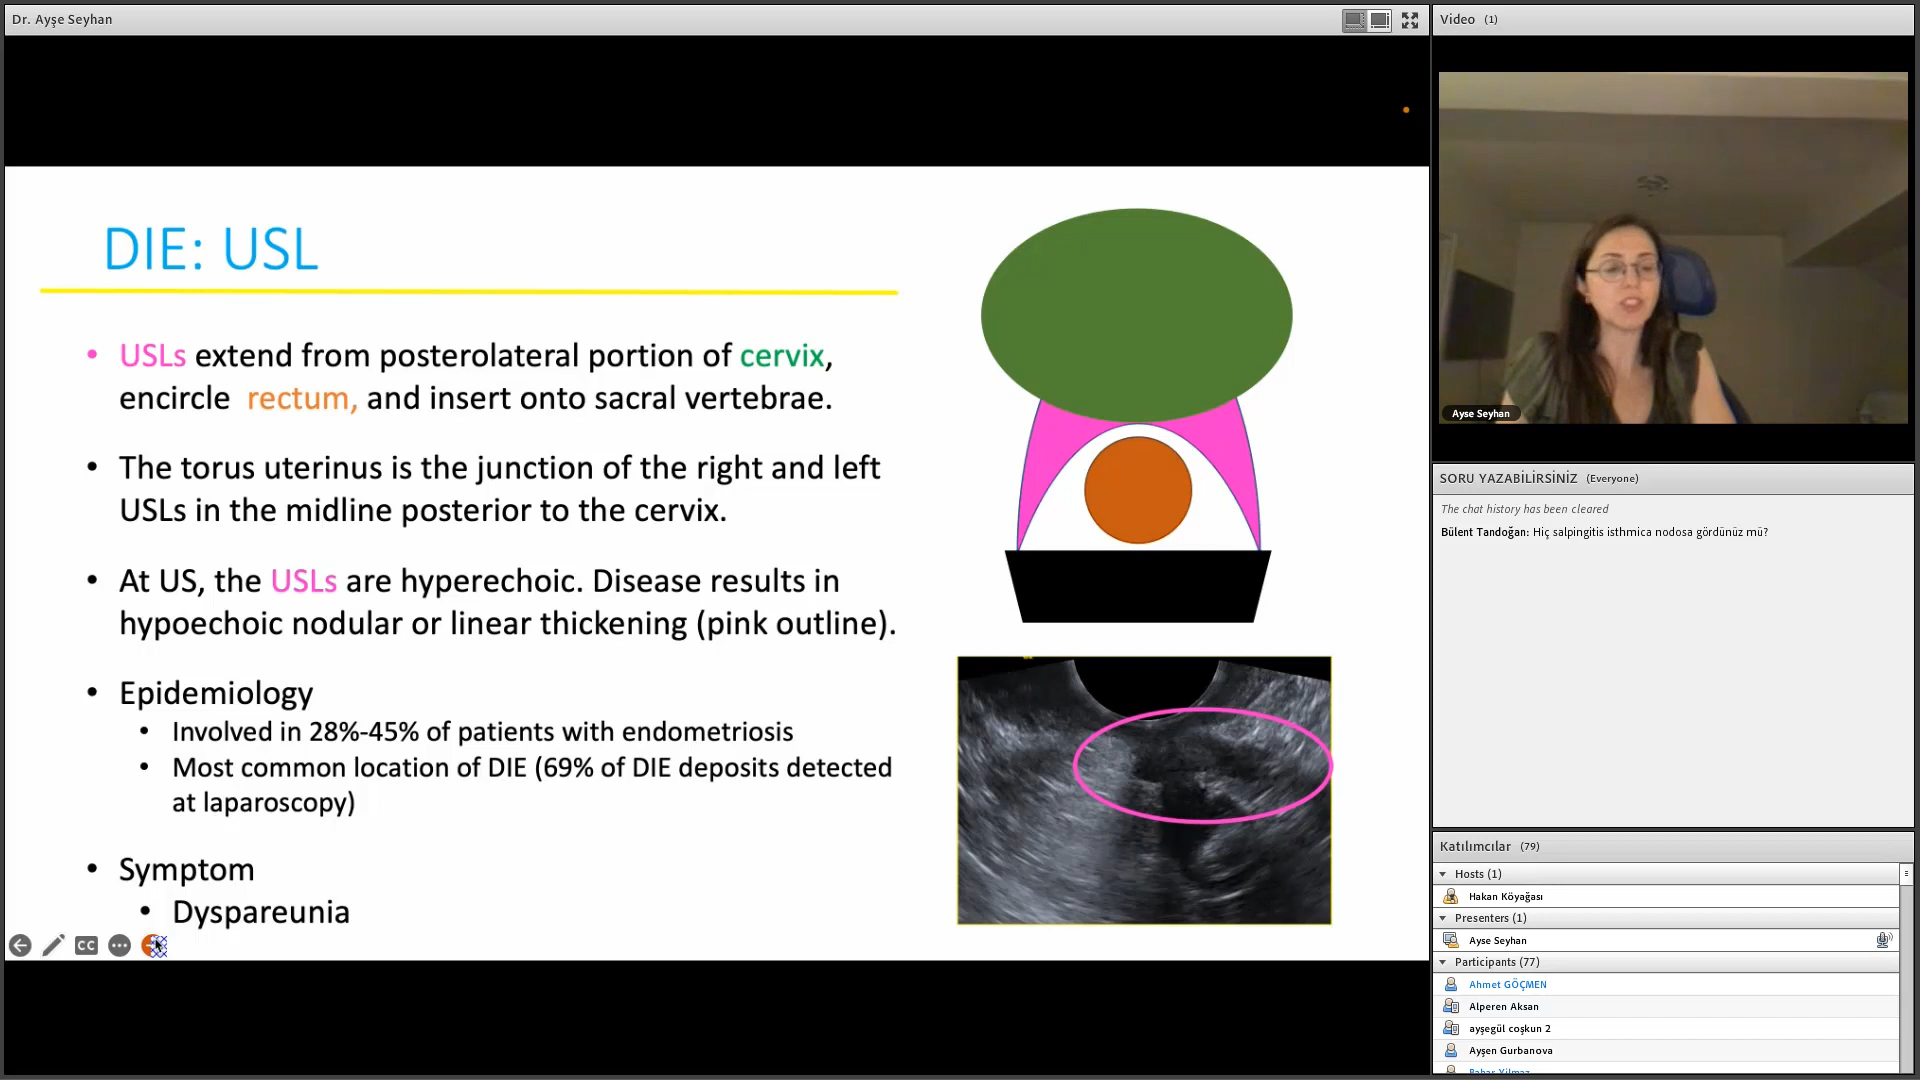 Dr. Ayşe Seyhan
DIE: USL
• USLs extend from posterolateral portion of cervix,
encircle rectum, and insert onto sacral vertebrae.
• The torus uterinus is the junction of the right and left
USLs in the midline posterior to the cervix.
• At US, the USLs are hyperechoic. Disease results in
hypoechoic nodular or linear thickening (pink outline).
• Epidemiology
• Involved in 28%-45% of patients with endometriosis
• Most common location of DIE (69% of DIE deposits detected
at laparoscopy)
• Symptom
• Dyspareunia
CC
Video (1)
Ayse Seyhan
SORU YAZABİLİRSİNİZ (Everyone)
The chat history has been cleared
Bülent Tandoğan: Hiç salpingitis isthmica nodosa gördünüz mü?
Katılımcılar (79)
Hosts (1)
Hakan Köyağası
Presenters (1)
Ayse Seyhan
Participants (77)
Ahmet GÖÇMEN
Alperen Aksan
ayşegül coşkun 2
Ayşen Gurbanova
Bahar Yilmaz